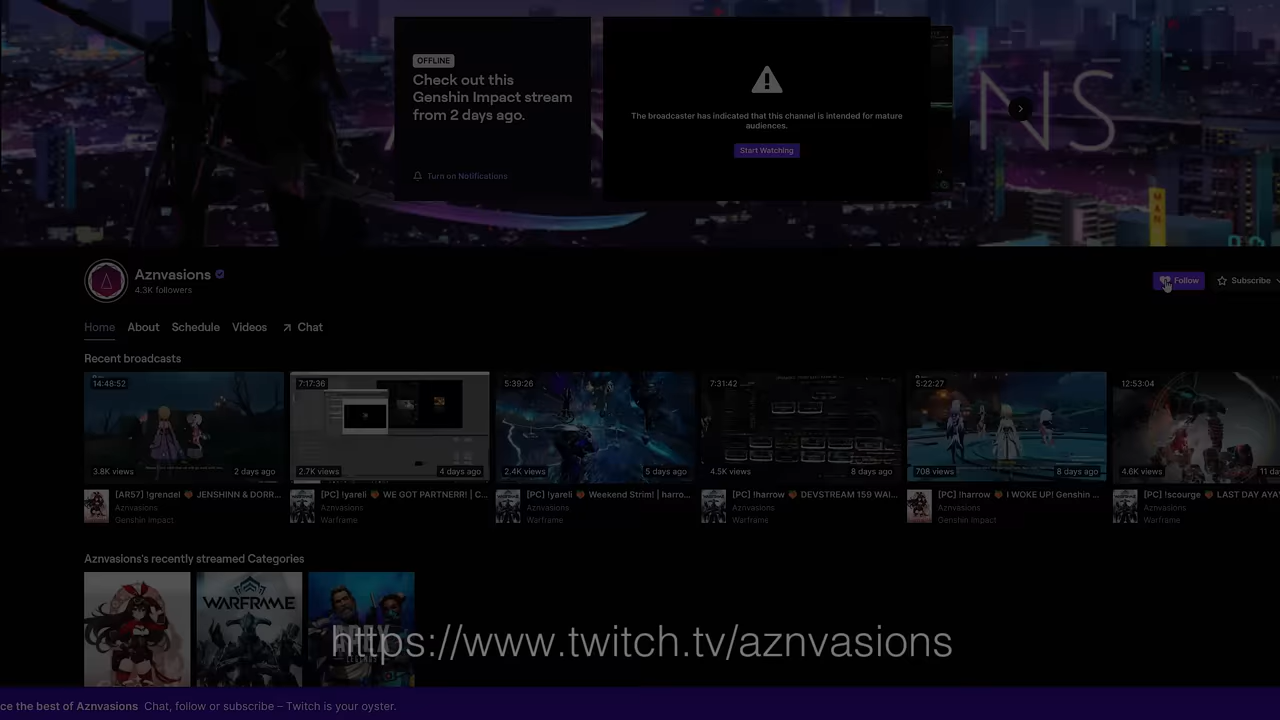 OFFLINE
Check out this
Genshin Impact stream
from 2 days ago.
Turn on Notifications
The broadcaster has indicated that this channel is intended for mature
audiences.
Start Watching
NS
MAN
Aznvasions
4.3K followers
Follow
Subscribe
Home About Schedule Videos Chat
Recent broadcasts
14:48:52
3.8K views
2 days ago
[AR57] !grendel 🧡 JENSHINN & DORR...
Aznvasions
Genshin Impact
7:17:36
2.7K views
4 days ago
[PC] !yareli 🧡 WE GOT PARTNERR! | C...
Aznvasions
Warframe
5:39:26
2.4K views
5 days ago
[PC] !yareli 🧡 Weekend Strim! | harro...
Aznvasions
Warframe
7:31:42
4.5K views
8 days ago
[PC] !harrow 🧡 DEVSTREAM 159 WAI...
Aznvasions
Warframe
5:22:27
708 views
8 days ago
[PC] !harrow 🧡 I WOKE UP! Genshin ...
Aznvasions
Genshin Impact
12:53:04
4.6K views
11 da
[PC] !scourge 🧡 LAST DAY AYA
Aznvasions
Warframe
Aznvasions's recently streamed Categories
WARFRAME
APEX
LEGENDS
https://www.twitch.tv/aznvasions
ce the best of Aznvasions Chat, follow or subscribe – Twitch is your oyster.